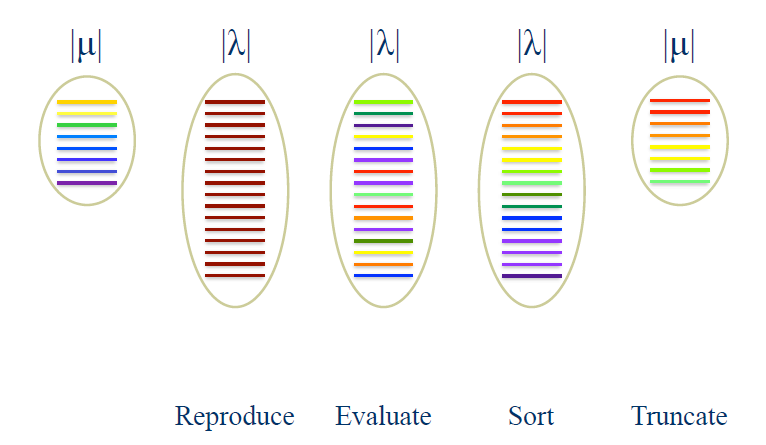 |μ| |λ| |λ| |λ| |μ|
Reproduce Evaluate Sort Truncate